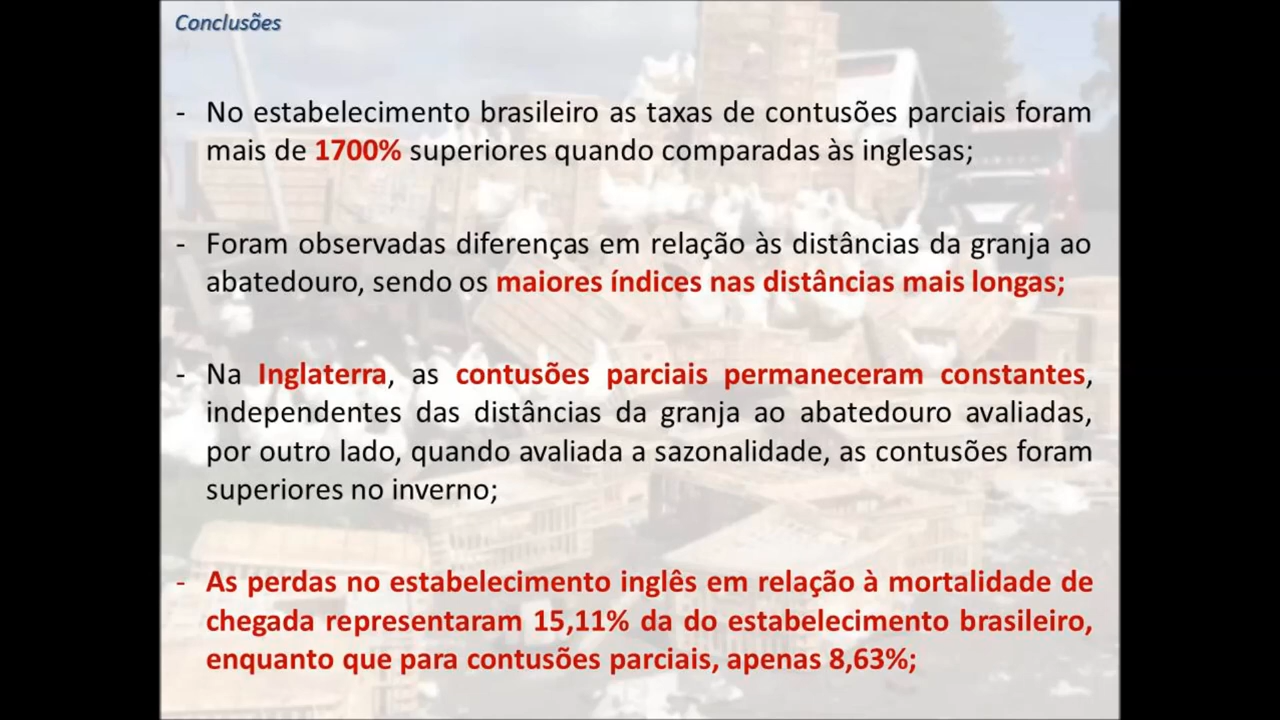 Conclusões
- No estabelecimento brasileiro as taxas de contusões parciais foram
mais de 1700% superiores quando comparadas às inglesas;
- Foram observadas diferenças em relação às distâncias da granja ao
abatedouro, sendo os maiores índices nas distâncias mais longas;
- Na Inglaterra, as contusões parciais permaneceram constantes,
independentes das distâncias da granja ao abatedouro avaliadas,
por outro lado, quando avaliada a sazonalidade, as contusões foram
superiores no inverno;
- As perdas no estabelecimento inglês em relação à mortalidade de
chegada representaram 15,11% da do estabelecimento brasileiro,
enquanto que para contusões parciais, apenas 8,63%;